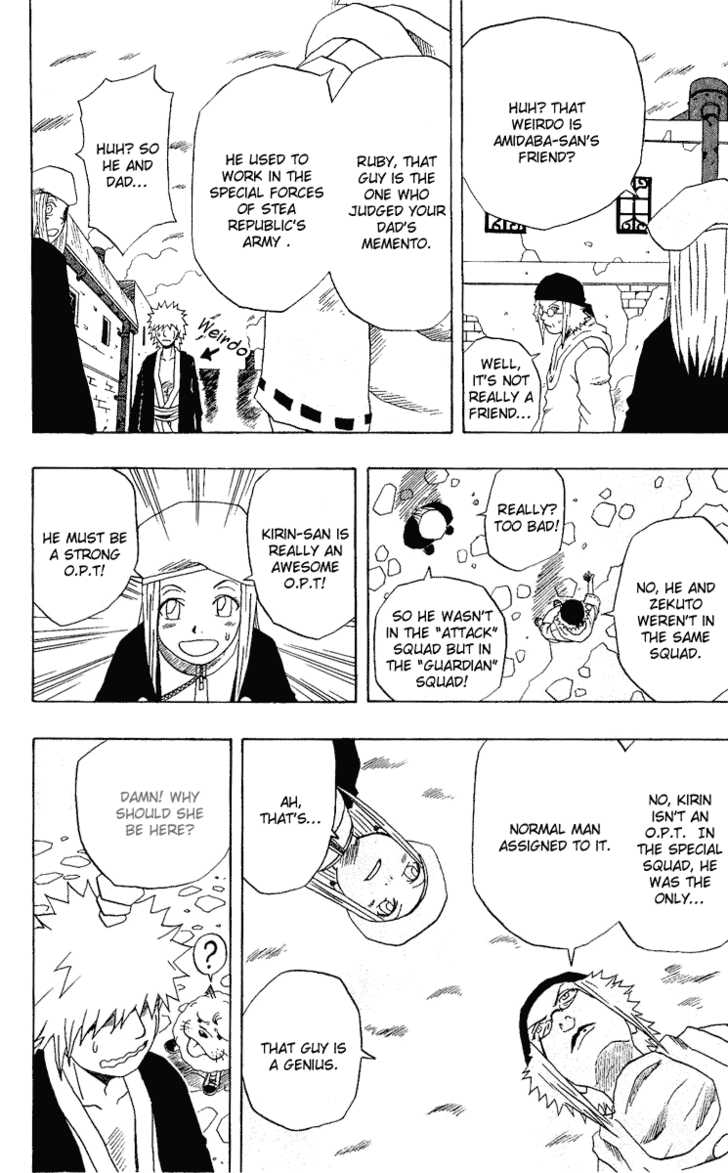 HUH? THAT
WEIRDO IS
AMIDABA-SAN'S
FRIEND?
WELL,
IT'S NOT
REALLY A
FRIEND...
RUBY, THAT
GUY IS THE
ONE WHO
JUDGED YOUR
DAD'S
MEMENTO.
HE USED TO
WORK IN THE
SPECIAL FORCES
OF STEA
REPUBLIC'S
ARMY .
HUH? SO
HE AND
DAD...
Weirdo
NO, HE AND
ZEKUTO
WEREN'T IN
THE SAME
SQUAD.
REALLY?
TOO BAD!
SO HE WASN'T
IN THE "ATTACK"
SQUAD BUT IN
THE "GUARDIAN"
SQUAD!
KIRIN-SAN IS
REALLY AN
AWESOME
O.P.T!
HE MUST BE
A STRONG
O.P.T!
NO, KIRIN
ISN'T AN
O.P.T. IN
THE SPECIAL
SQUAD, HE
WAS THE
ONLY...
NORMAL MAN
ASSIGNED TO IT.
AH,
THAT'S...
THAT GUY IS
A GENIUS.
DAMN! WHY
SHOULD SHE
BE HERE?
?